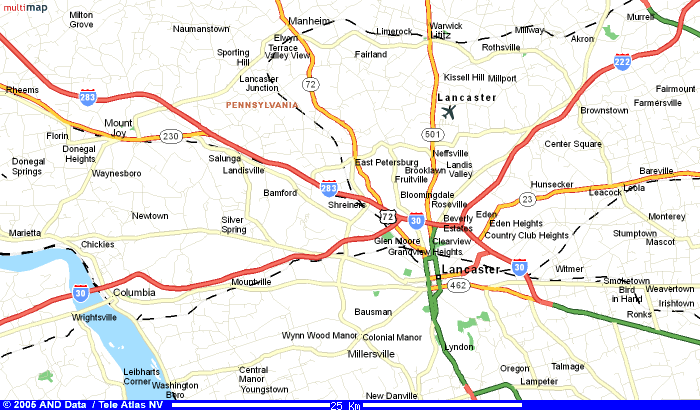 multimap
Milton
Grove
Naumanstown
Manheim
Elvyn
Terrace
Valley View
Limerock
Warwick
Lititz
Millway
Murrell
Akron
Rothsville
Sporting
Hill
Fairland
222
Rheems
283
Lancaster
Junction
72
Kissell Hill
Millport
Fairmount
PENNSYLVANIA
Lancaster
Farmersville
Brownstown
Mount
Joy
Florin
230
501
Donegal
Heights
Donegal
Springs
Salunga
East Petersburg
Neffsville
Center Square
Landisville
Brooklawn
Fruitville
Landis
Valley
Waynesboro
Bareville
Bamford
283
Bloomingdale
Hunsecker
Leacock
Leola
Shreiners
Roseville
23
Newtown
Silver
Spring
72
30
Beverly
Estates
Eden
Eden Heights
Monterey
Marietta
Chickies
Glen Moore
Clearview
Country Club Heights
Stumptown
Mascot
Grandview Heights
Lancaster
30
Witmer
30
Columbia
Mountville
462
Smoketown
Bird
in Hand
Weavertown
Irishtown
Wrightsville
Bausman
Ronks
Wynn Wood Manor
Colonial Manor
Millersville
Lyndon
Leibharts
Corner
Central
Manor
Oregon
Talmage
Washington
Boro
Youngstown
Lampeter
New Danville
© 2005 AND Data / Tele Atlas NV
25 Km